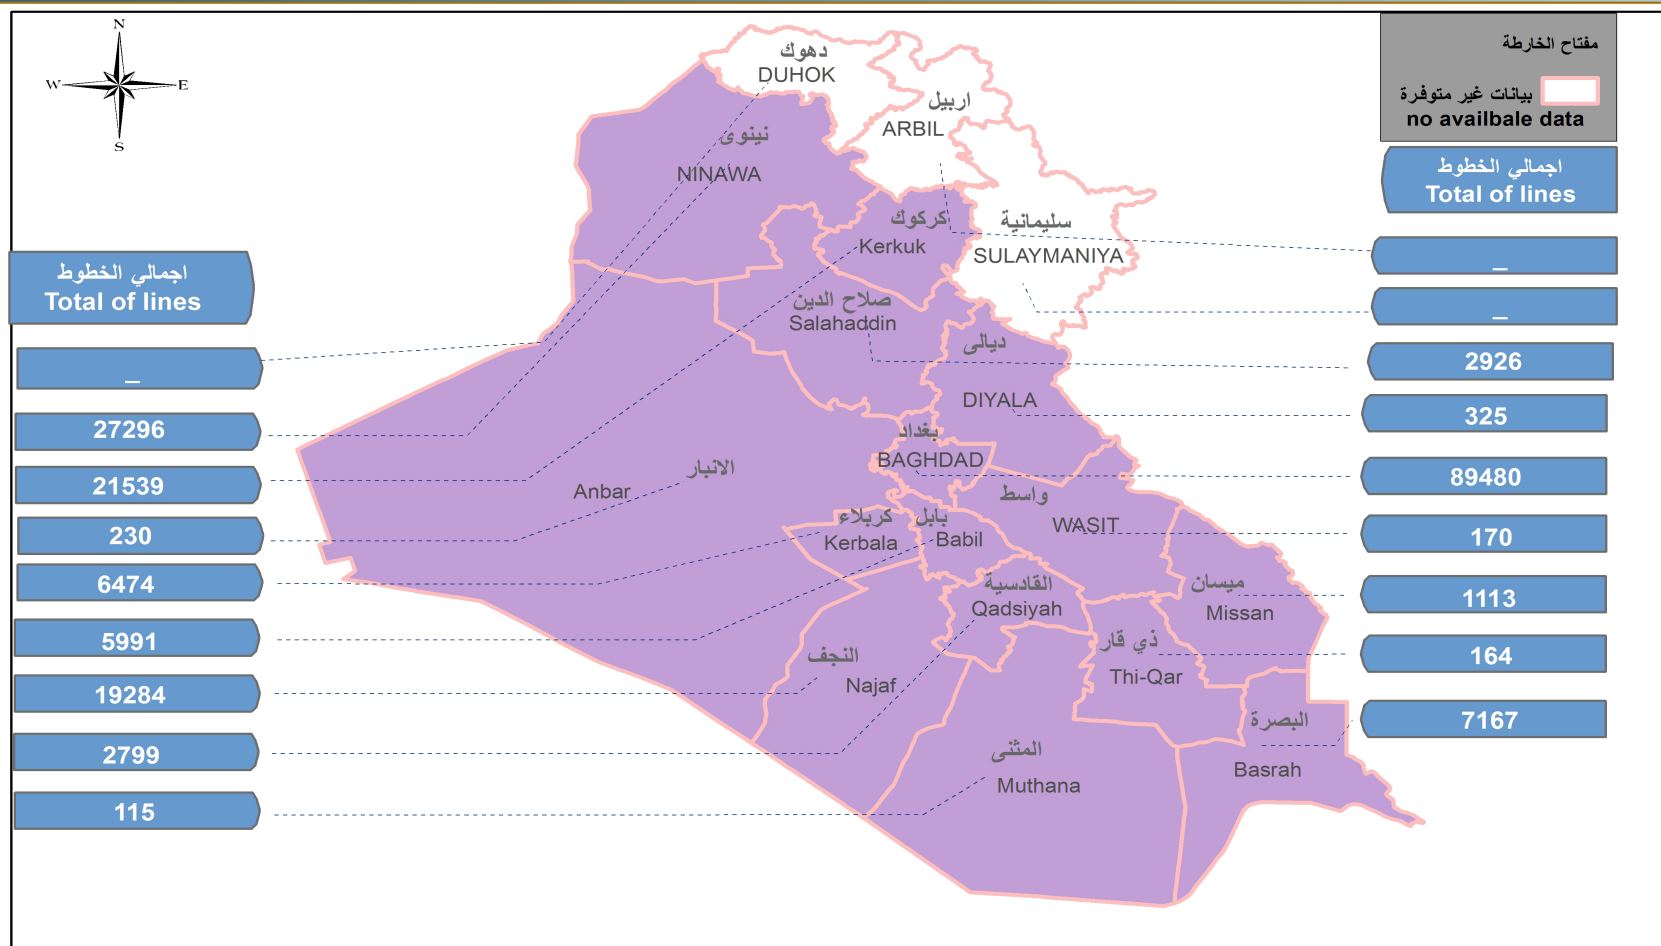 N
W
E
S
مفتاح الخارطة
بيانات غير متوفرة
no availbale data
اجمالي الخطوط
Total of lines
_
_
2926
325
89480
170
1113
164
7167
اجمالي الخطوط
Total of lines
_
27296
21539
230
6474
5991
19284
2799
115
دهوك
DUHOK
اربيل
ARBIL
نينوى
NINAWA
كركوك
Kerkuk
سليمانية
SULAYMANIYA
صلاح الدين
Salahaddin
ديالى
DIYALA
بغداد
BAGHDAD
الانبار
Anbar
واسط
WASIT
كربلاء
Kerbala
بابل
Babil
القادسية
Qadsiyah
ميسان
Missan
ذي قار
Thi-Qar
النجف
Najaf
المثنى
Muthana
البصرة
Basrah